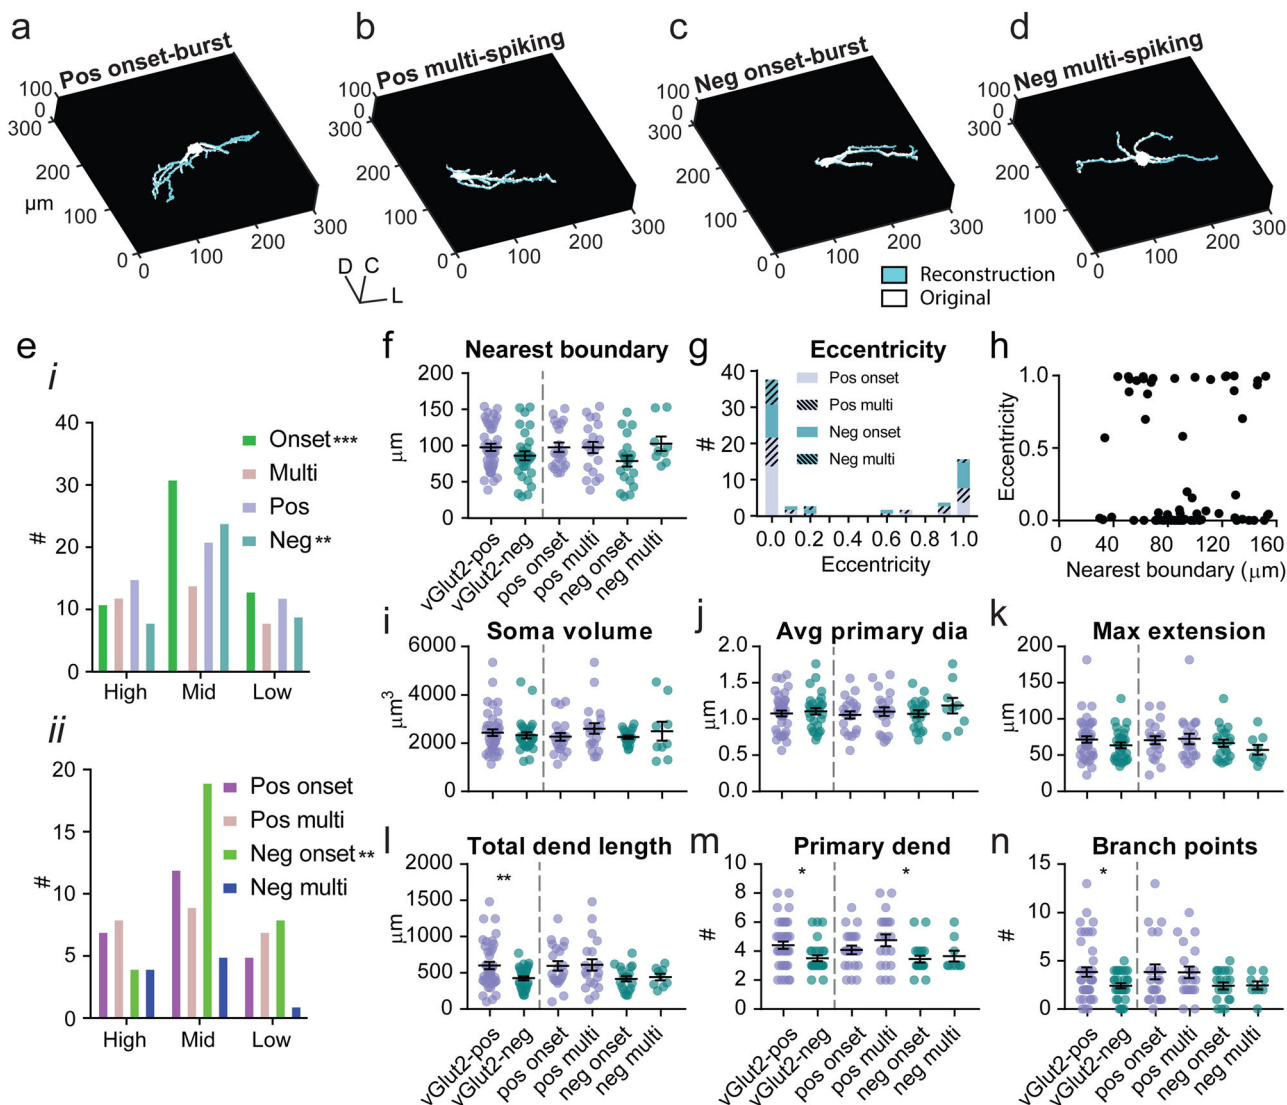 a
Pos onset-burst
100
0
300
200
µm
100
0
0
100
200
300
b
Pos multi-spiking
100
0
300
200
100
0
0
100
200
300
D C
L
c
Neg onset-burst
100
0
300
200
100
0
0
100
200
300
d
Neg multi-spiking
100
0
300
200
100
0
0
100
200
300
Reconstruction
Original
e
i
40
30
20
10
0
#
Onset***
Multi
Pos
Neg**
High Mid Low
ii
20
15
10
5
0
#
Pos onset
Pos multi
Neg onset**
Neg multi
High Mid Low
f
Nearest boundary
200
150
100
50
0
µm
vGlut2-pos
vGlut2-neg
pos onset
pos multi
neg onset
neg multi
g
Eccentricity
40
30
20
10
0
#
Pos onset
Pos multi
Neg onset
Neg multi
0.0 0.2 0.4 0.6 0.8 1.0
Eccentricity
h
1.0
0.5
0.0
Eccentricity
0 40 80 120 160
Nearest boundary (µm)
i
Soma volume
6000
4000
2000
0
µm³
j
Avg primary dia
2.0
1.5
1.0
0.5
0.0
µm
k
Max extension
200
150
100
50
0
µm
l
Total dend length
2000
1500
1000
500
0
µm
**
vGlut2-pos
vGlut2-neg
pos onset
pos multi
neg onset
neg multi
m
Primary dend
10
8
6
4
2
0
#
* *
vGlut2-pos
vGlut2-neg
pos onset
pos multi
neg onset
neg multi
n
Branch points
15
10
5
0
#
*
vGlut2-pos
vGlut2-neg
pos onset
pos multi
neg onset
neg multi